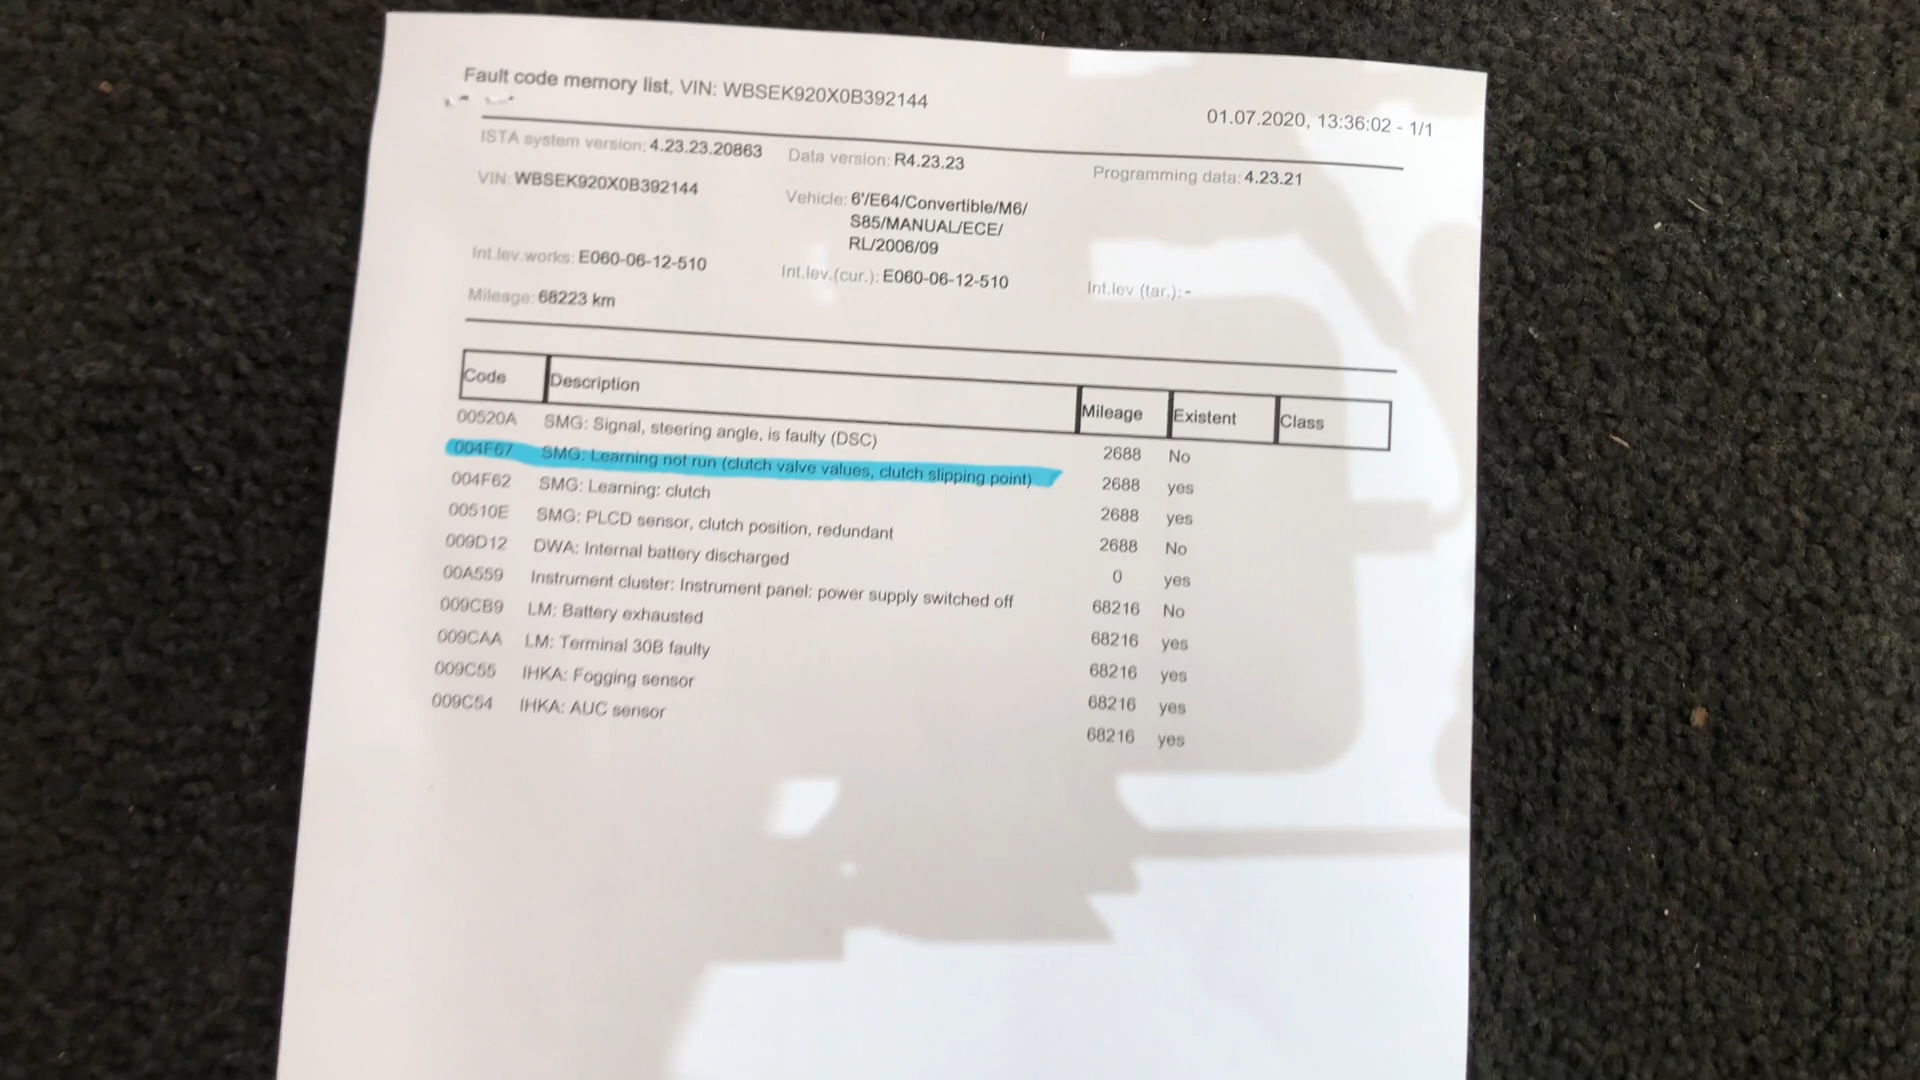 Fault code memory list, VIN: WBSEK920X0B392144
01.07.2020, 13:36:02 - 1/1
ISTA system version: 4.23.23.20863 Data version: R4.23.23 Programming data: 4.23.21
VIN: WBSEK920X0B392144 Vehicle: 6'/E64/Convertible/M6/
S85/MANUAL/ECE/
RL/2006/09
Int.lev.works: E060-06-12-510 Int.lev.(cur.): E060-06-12-510 Int.lev (tar.): -
Mileage: 68223 km
Code Description Mileage Existent Class
00520A SMG: Signal, steering angle, is faulty (DSC) 2688 No
004F67 SMG: Learning not run (clutch valve values, clutch slipping point) 2688 yes
004F62 SMG: Learning: clutch 2688 yes
00510E SMG: PLCD sensor, clutch position, redundant 2688 No
009D12 DWA: Internal battery discharged 0 yes
00A559 Instrument cluster: Instrument panel: power supply switched off 68216 No
009CB9 LM: Battery exhausted 68216 yes
009CAA LM: Terminal 30B faulty 68216 yes
009C55 IHKA: Fogging sensor 68216 yes
009C54 IHKA: AUC sensor 68216 yes